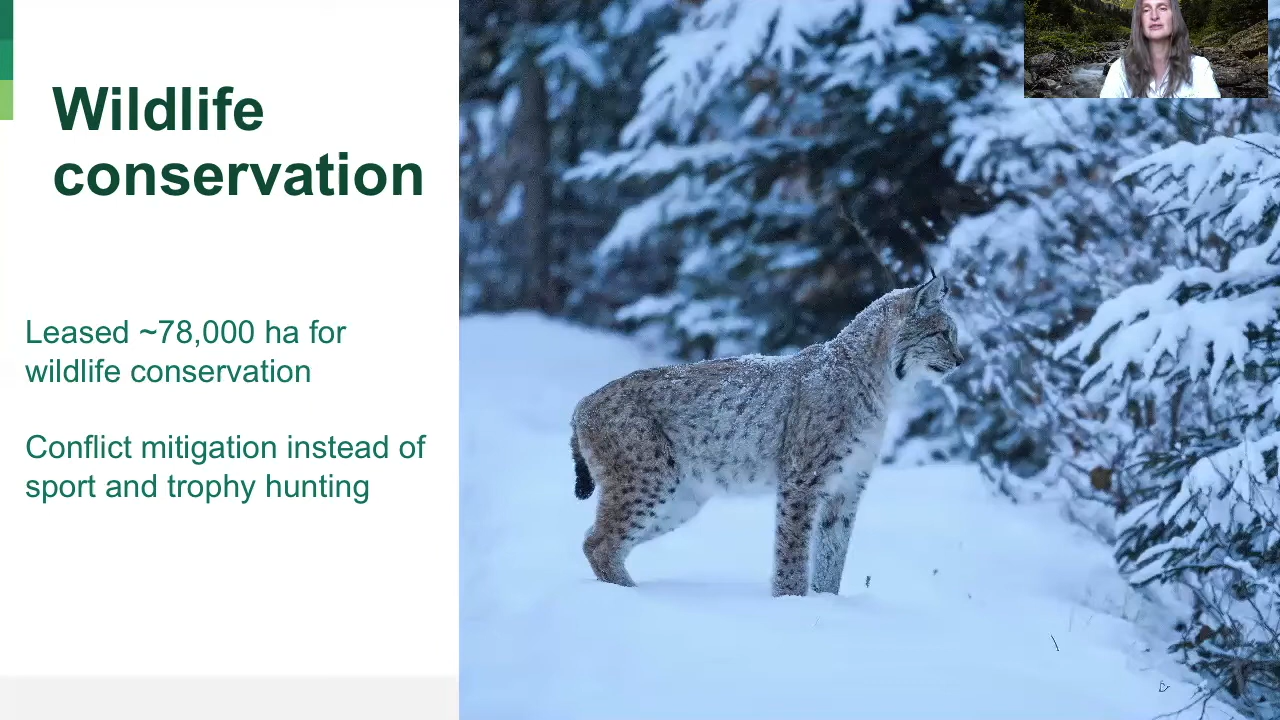 Wildlife
conservation
Leased ~78,000 ha for
wildlife conservation
Conflict mitigation instead of
sport and trophy hunting